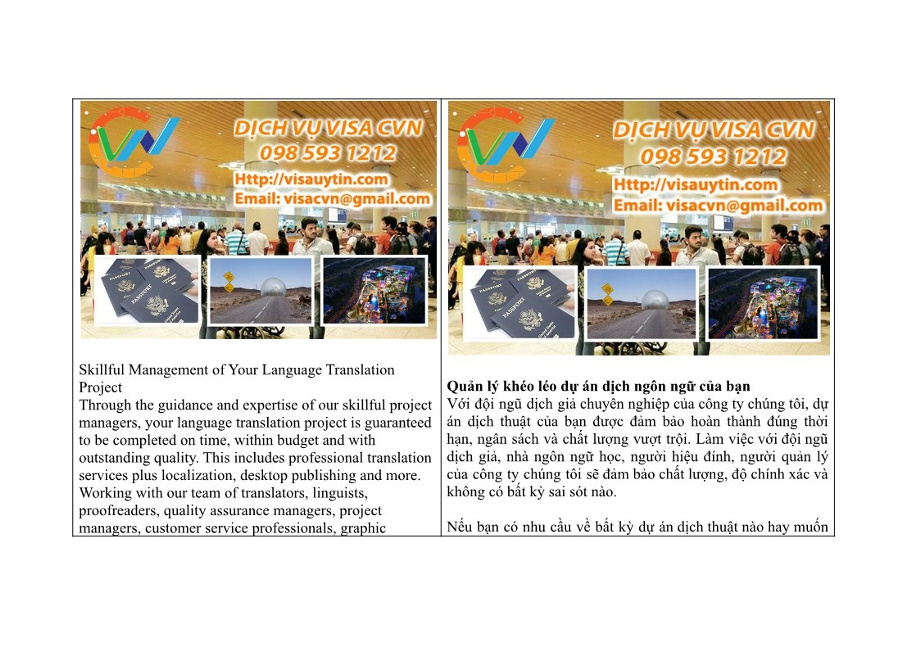 DỊCH VỤ VISA CVN
098 593 1212
Http://visauytin.com
Email: visacvn@gmail.com
PASSPORT
PASSPORT
PASSPORT
Skillful Management of Your Language Translation
Project
Through the guidance and expertise of our skillful project
managers, your language translation project is guaranteed
to be completed on time, within budget and with
outstanding quality. This includes professional translation
services plus localization, desktop publishing and more.
Working with our team of translators, linguists,
proofreaders, quality assurance managers, project
managers, customer service professionals, graphic
DỊCH VỤ VISA CVN
098 593 1212
Http://visauytin.com
Email: visacvn@gmail.com
PASSPORT
PASSPORT
PASSPORT
Quản lý khéo léo dự án dịch ngôn ngữ của bạn
Với đội ngũ dịch giả chuyên nghiệp của công ty chúng tôi, dự
án dịch thuật của bạn được đảm bảo hoàn thành đúng thời
hạn, ngân sách và chất lượng vượt trội. Làm việc với đội ngũ
dịch giả, nhà ngôn ngữ học, người hiệu đính, người quản lý
của công ty chúng tôi sẽ đảm bảo chất lượng, độ chính xác và
không có bất kỳ sai sót nào.
Nếu bạn có nhu cầu về bất kỳ dự án dịch thuật nào hay muốn